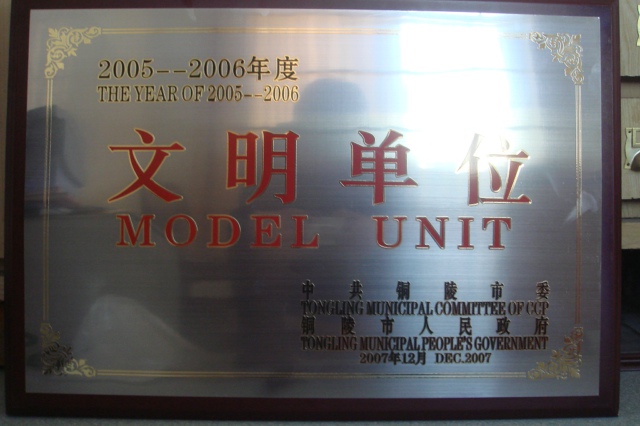 2005--2006年度
THE YEAR OF 2005--2006
文明单位
MODEL UNIT
中共铜陵市委
TONGLING MUNICIPAL COMMITTEE OF CCP
铜陵市人民政府
TONGLING MUNICIPAL PEOPLE'S GOVERNMENT
2007年12月 DEC.2007